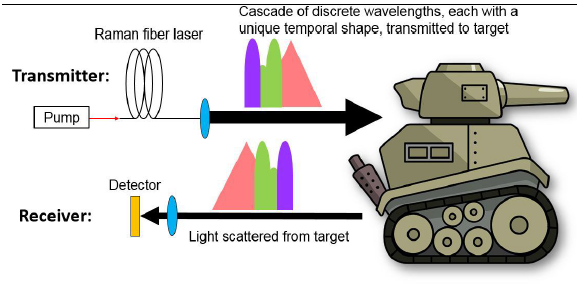 Cascade of discrete wavelengths, each with a
unique temporal shape, transmitted to target
Raman fiber laser
Transmitter:
Pump
Detector
Receiver:
Light scattered from target